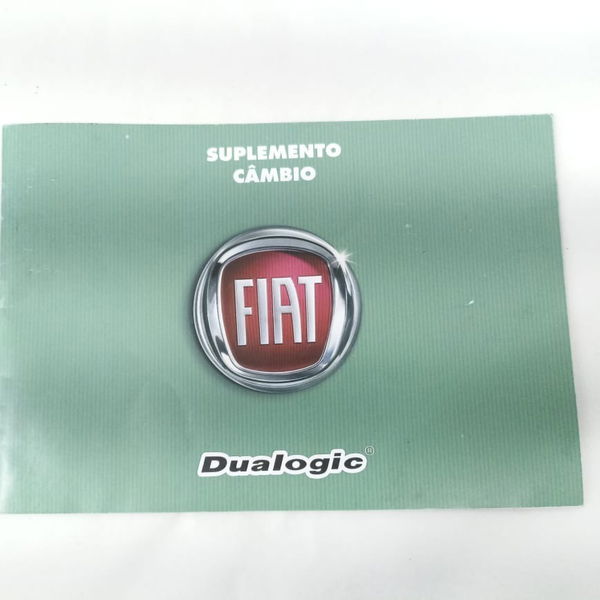 SUPLEMENTO
CÂMBIO
FIAT
Dualogic®